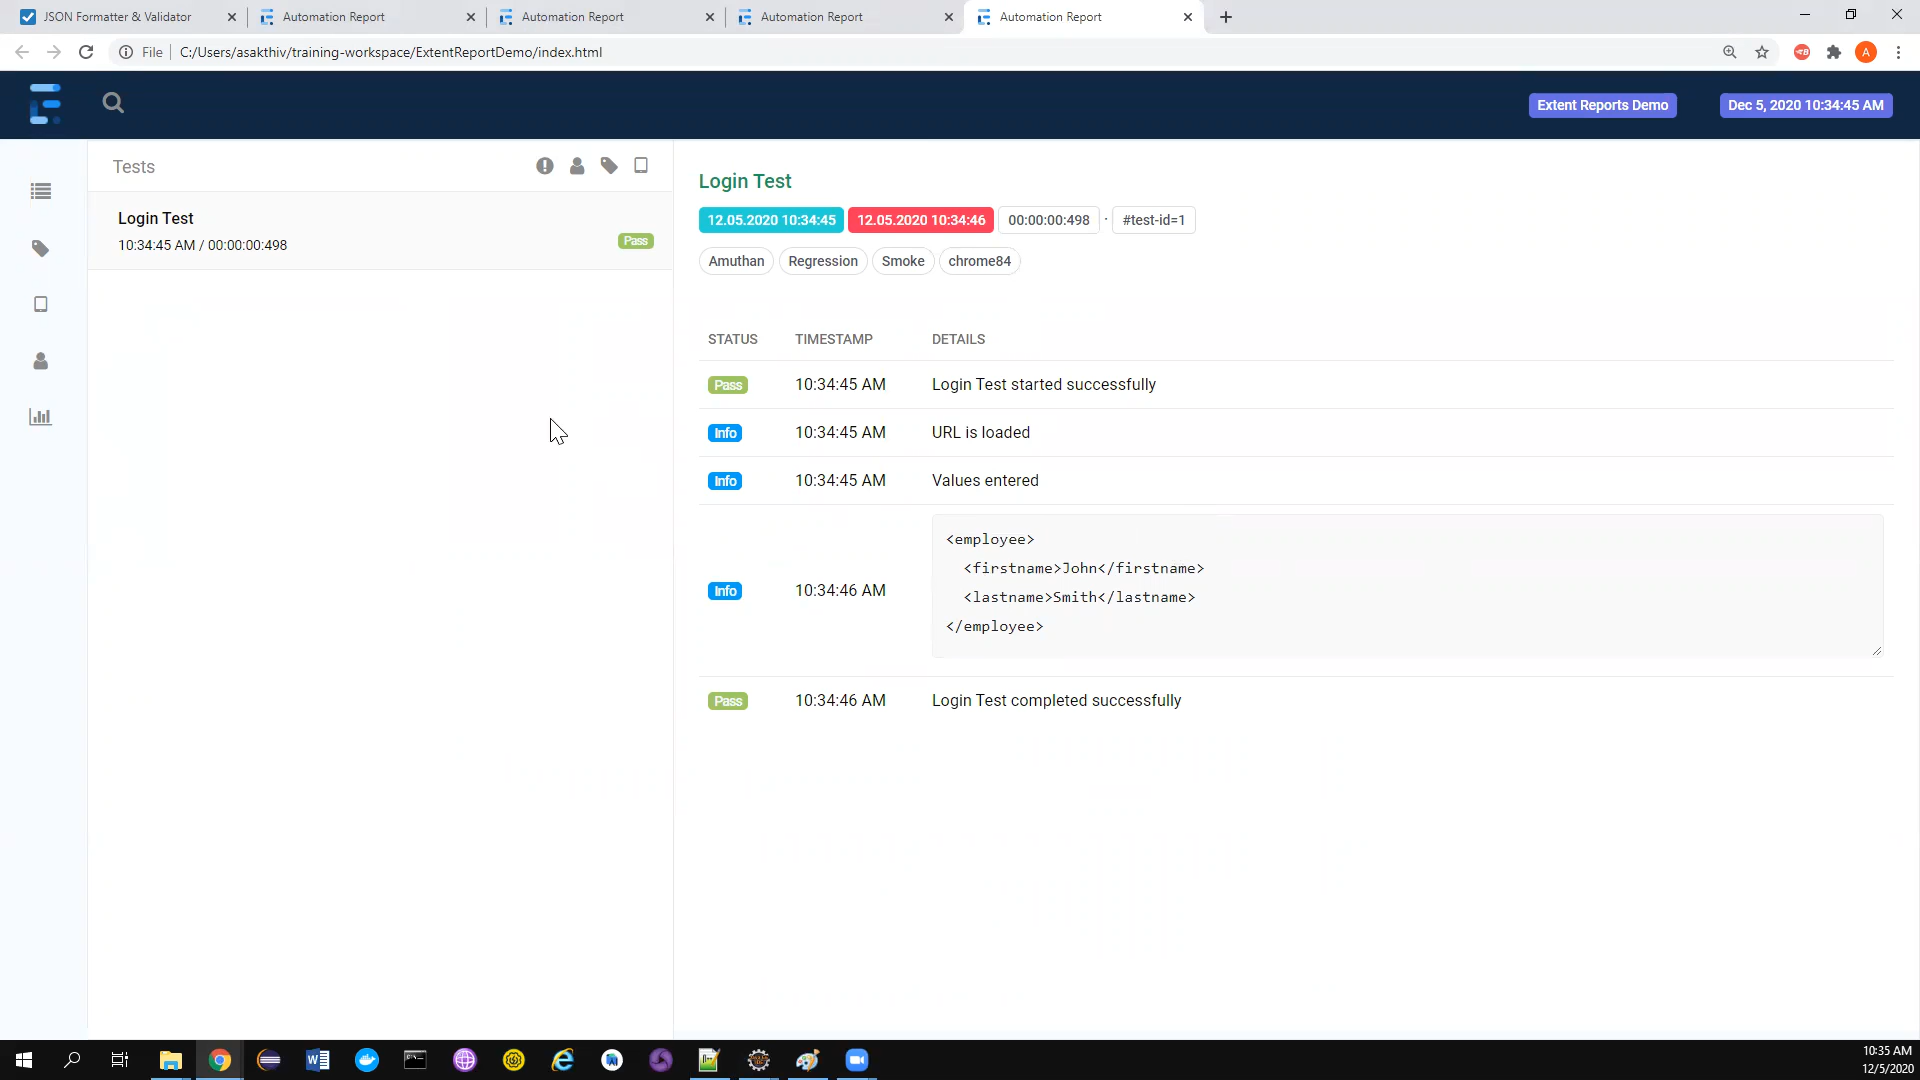 JSON Formatter & Validator
Automation Report
Automation Report
Automation Report
Automation Report
File C:/Users/asakthiv/training-workspace/ExtentReportDemo/index.html
A
Extent Reports Demo
Dec 5, 2020 10:34:45 AM
Tests
Login Test
10:34:45 AM / 00:00:00:498
Pass
Login Test
12.05.2020 10:34:45 12.05.2020 10:34:46 00:00:00:498 · #test-id=1
Amuthan Regression Smoke chrome84
STATUS TIMESTAMP DETAILS
Pass 10:34:45 AM Login Test started successfully
Info 10:34:45 AM URL is loaded
Info 10:34:45 AM Values entered
Info 10:34:46 AM
<employee>
  <firstname>John</firstname>
  <lastname>Smith</lastname>
</employee>
Pass 10:34:46 AM Login Test completed successfully
10:35 AM
12/5/2020